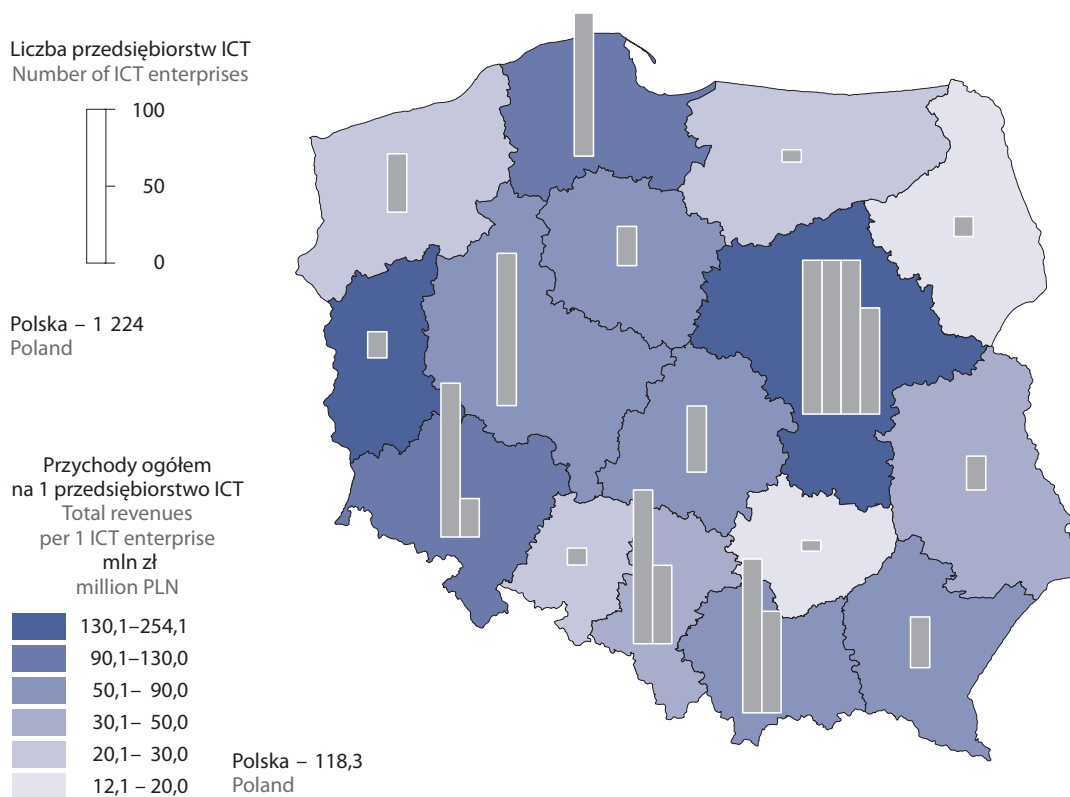 Liczba przedsiębiorstw ICT
Number of ICT enterprises
100
50
0
Polska – 1 224
Poland
Przychody ogółem
na 1 przedsiębiorstwo ICT
Total revenues
per 1 ICT enterprise
mln zł
million PLN
130,1–254,1
90,1–130,0
50,1– 90,0
30,1– 50,0
20,1– 30,0
12,1 – 20,0
Polska – 118,3
Poland